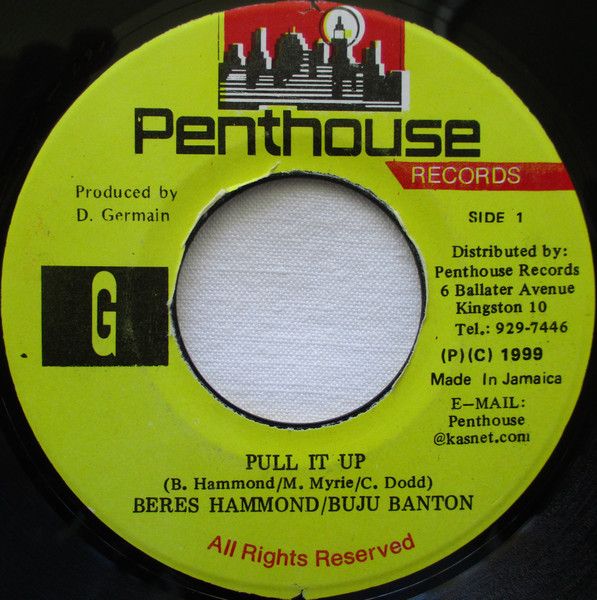 Penthouse
RECORDS
Produced by
D. Germain
SIDE 1
G
Distributed by:
Penthouse Records
6 Ballater Avenue
Kingston 10
Tel.: 929-7446
(P)(C) 1999
Made In Jamaica
E-MAIL:
Penthouse
@kasnet.com
PULL IT UP
(B. Hammond/M. Myrie/C. Dodd)
BERES HAMMOND/BUJU BANTON
All Rights Reserved